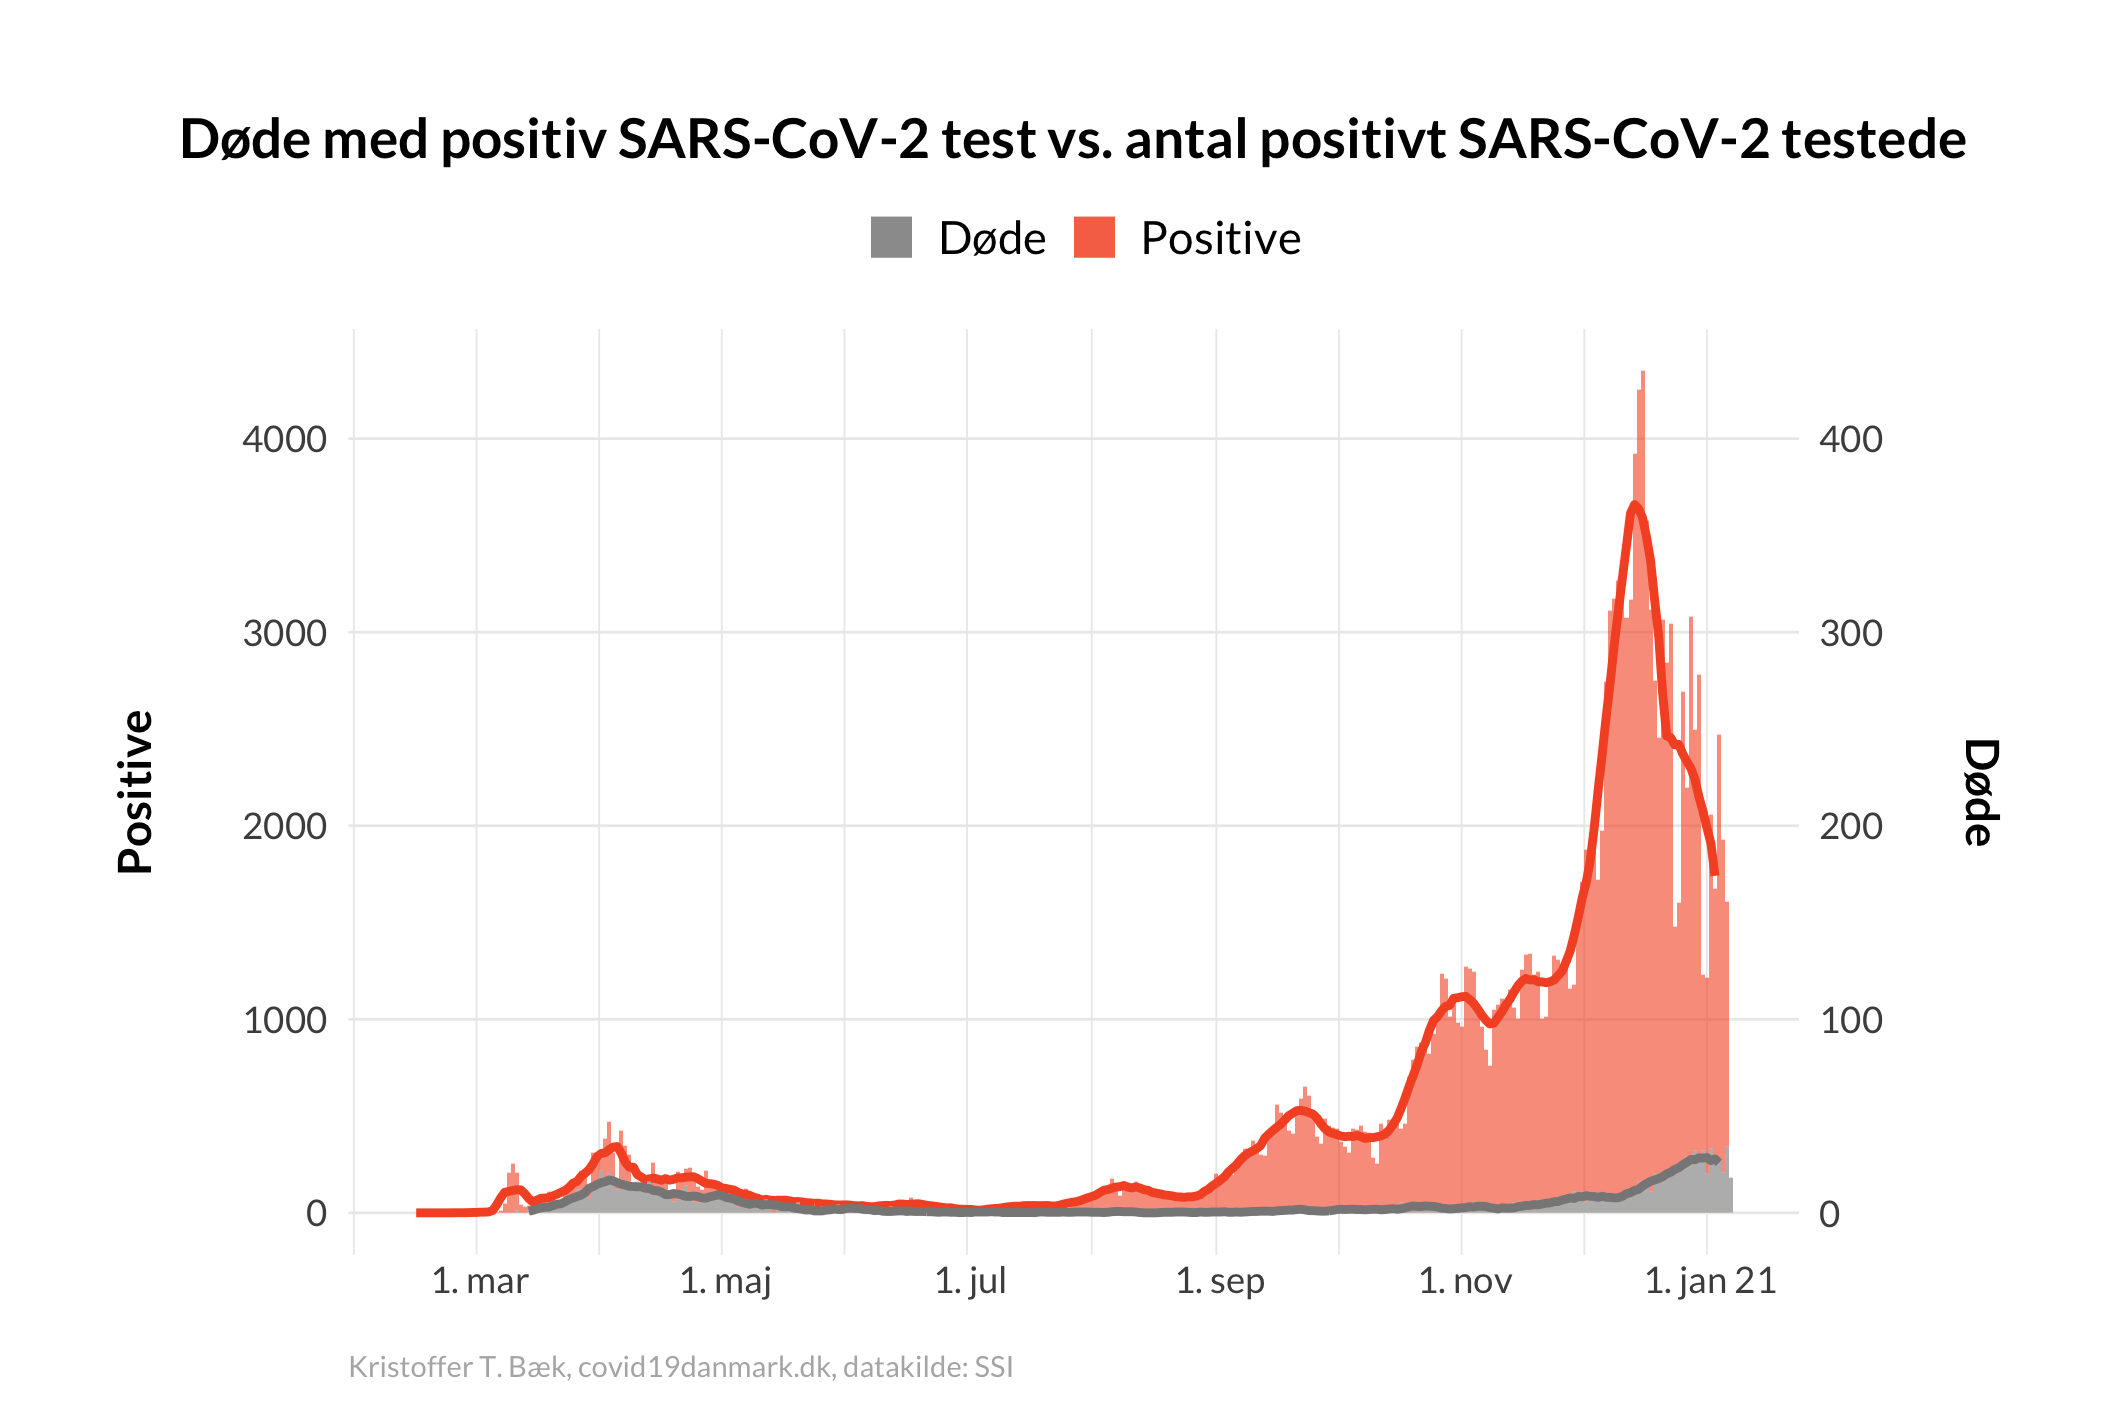 Døde med positiv SARS-CoV-2 test vs. antal positivt SARS-CoV-2 testede
Døde Positive
4000 400
3000 300
2000 200
1000 100
0 0
Positive
Døde
1. mar 1. maj 1. jul 1. sep 1. nov 1. jan 21
Kristoffer T. Bæk, covid19danmark.dk, datakilde: SSI